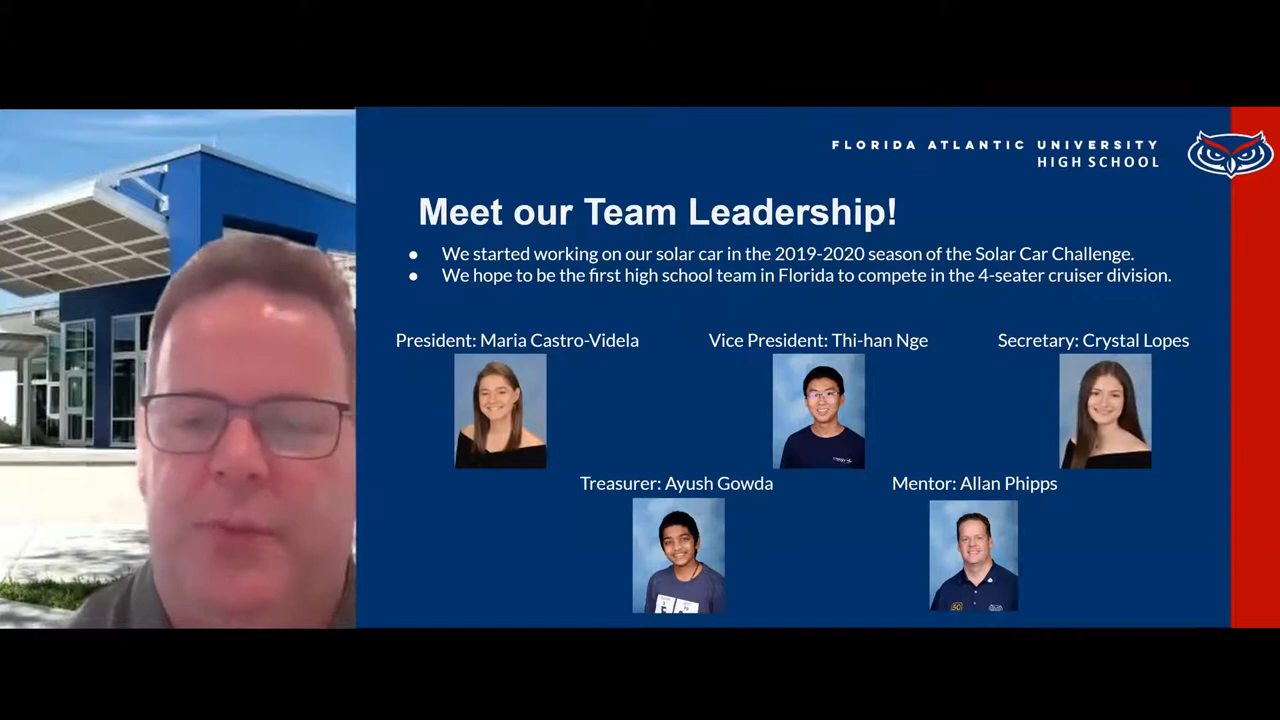 FLORIDA ATLANTIC UNIVERSITY
HIGH SCHOOL
Meet our Team Leadership!
● We started working on our solar car in the 2019-2020 season of the Solar Car Challenge.
● We hope to be the first high school team in Florida to compete in the 4-seater cruiser division.
President: Maria Castro-Videla
Vice President: Thi-han Nge
Secretary: Crystal Lopes
Treasurer: Ayush Gowda
Mentor: Allan Phipps